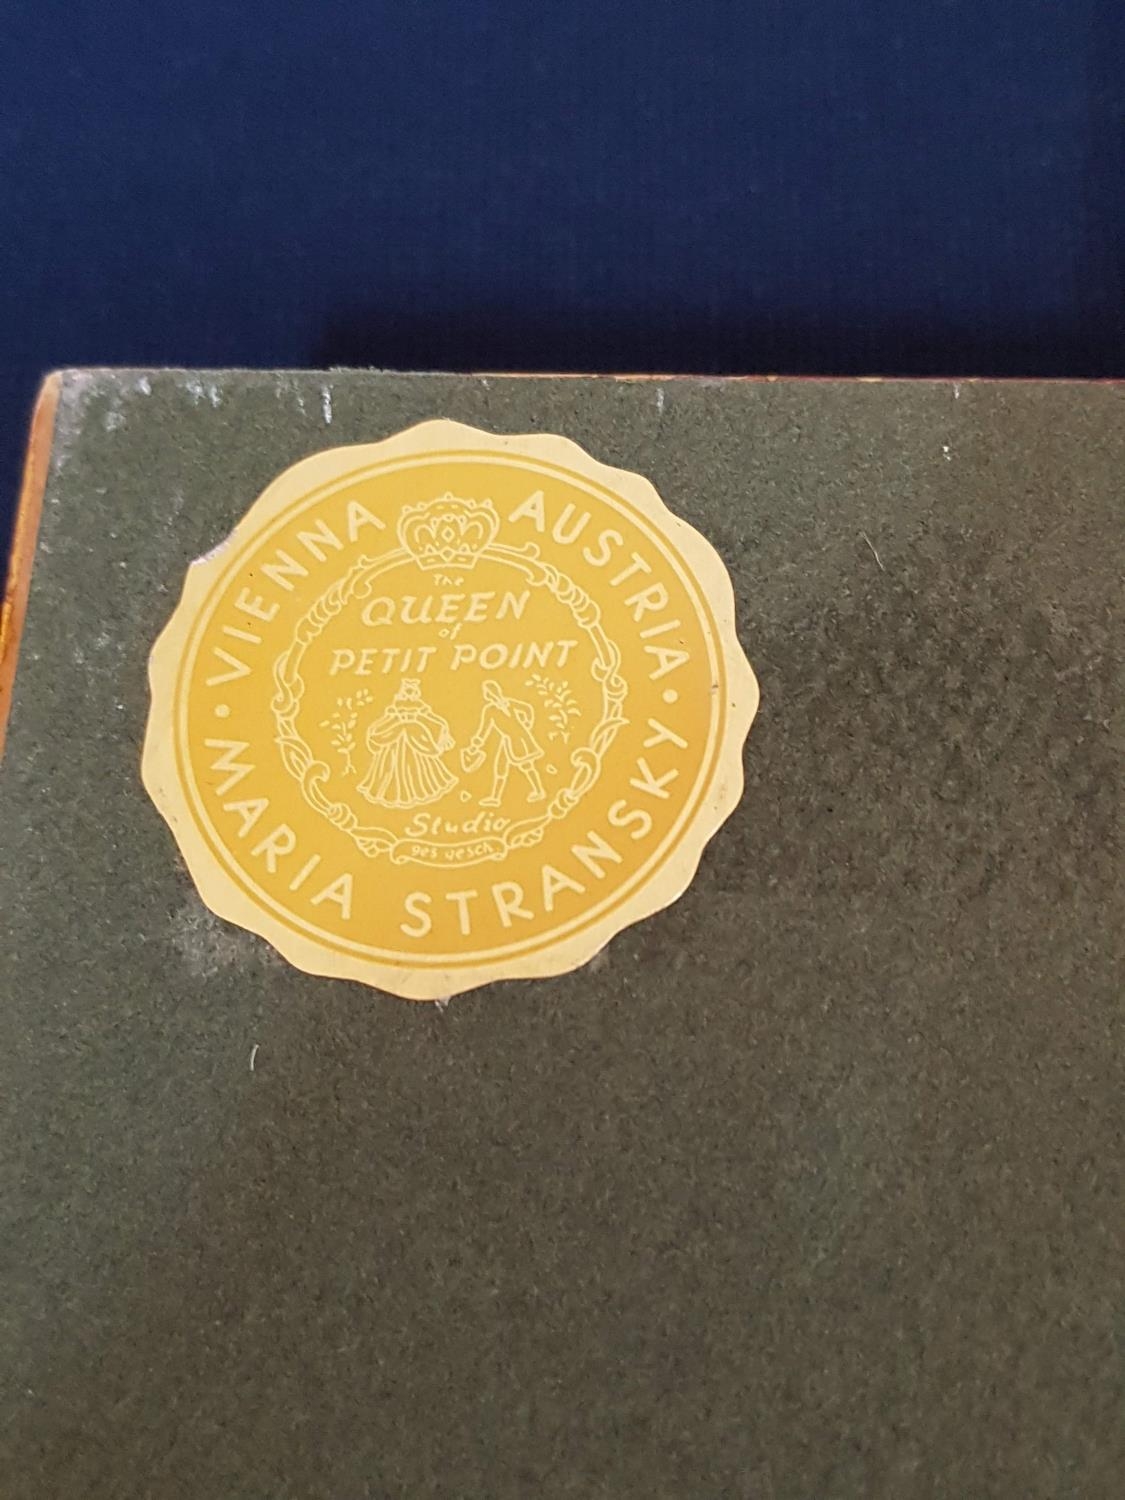 VIENNA AUSTRIA
The
QUEEN
of
PETIT POINT
Studio
ges gesch.
MARIA STRANSKY